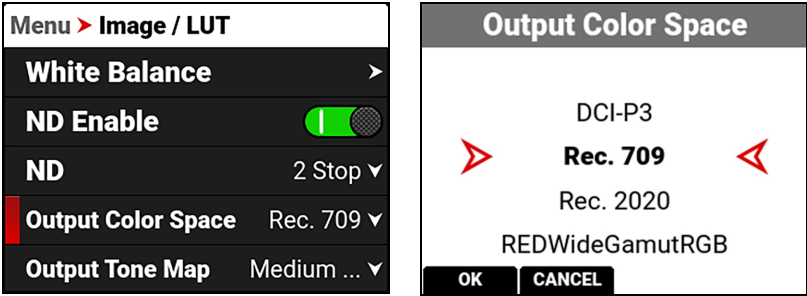 Menu Image / LUT
White Balance
ND Enable
ND 2 Stop
Output Color Space Rec. 709
Output Tone Map Medium ...
Output Color Space
DCI-P3
Rec. 709
Rec. 2020
REDWideGamutRGB
OK CANCEL